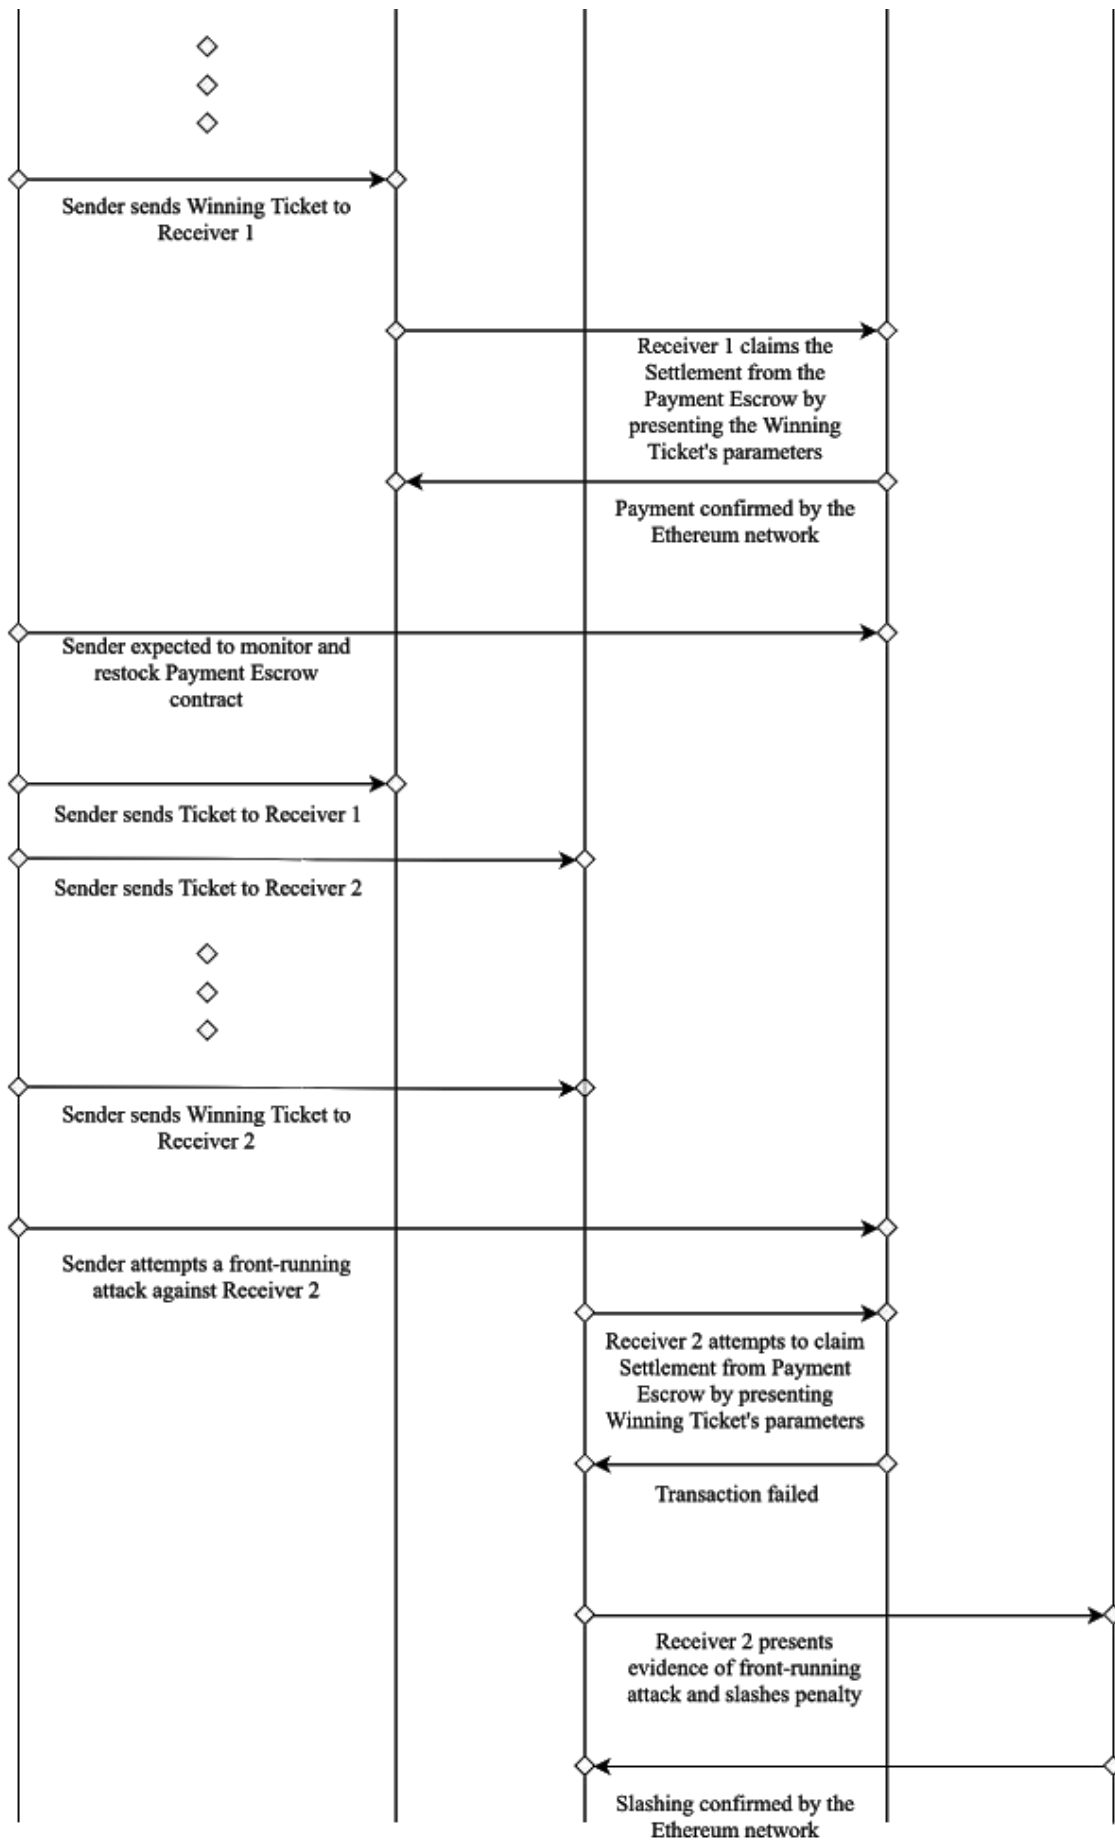 Sender sends Winning Ticket to
Receiver 1
Receiver 1 claims the
Settlement from the
Payment Escrow by
presenting the Winning
Ticket's parameters
Payment confirmed by the
Ethereum network
Sender expected to monitor and
restock Payment Escrow
contract
Sender sends Ticket to Receiver 1
Sender sends Ticket to Receiver 2
Sender sends Winning Ticket to
Receiver 2
Sender attempts a front-running
attack against Receiver 2
Receiver 2 attempts to claim
Settlement from Payment
Escrow by presenting
Winning Ticket's parameters
Transaction failed
Receiver 2 presents
evidence of front-running
attack and slashes penalty
Slashing confirmed by the
Ethereum network